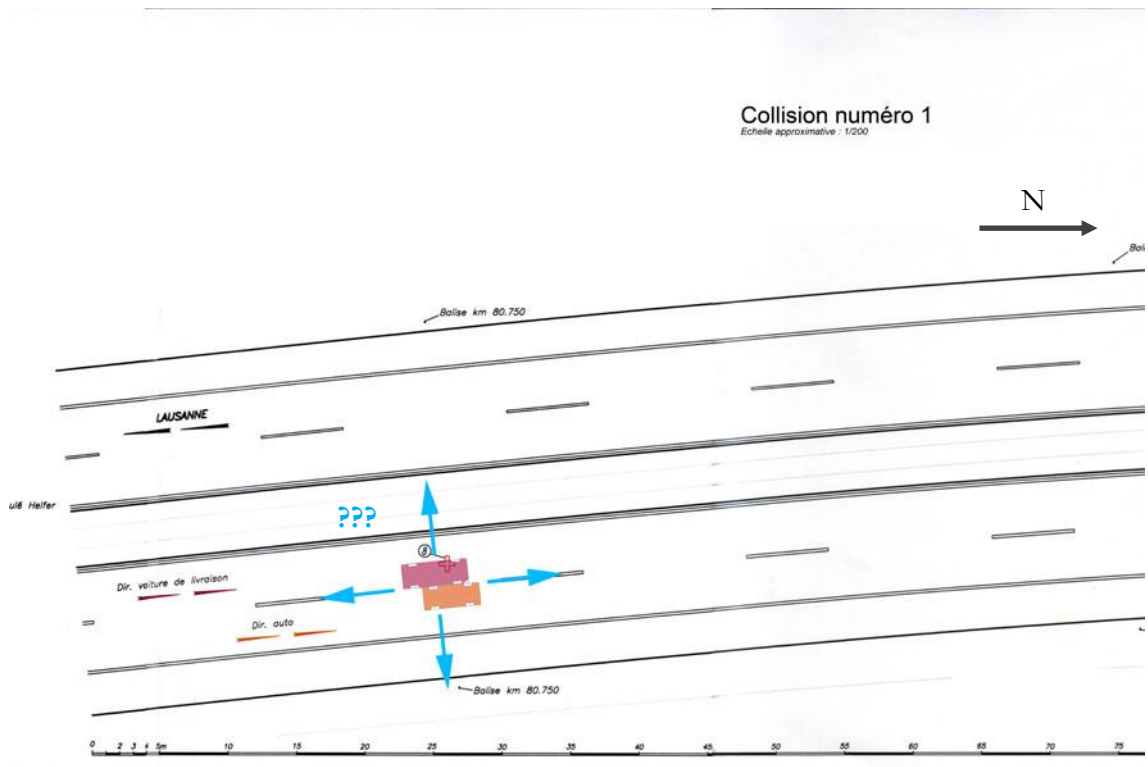 Collision numéro 1
Echelle approximative : 1/200
N
Balise km 80.750
LAUSANNE
ulé Helfer
???
8
Dir. voiture de livraison
Dir. auto
Balise km 80.750
0 2 3 4 5m 10 15 20 25 30 35 40 45 50 55 60 65 70 75